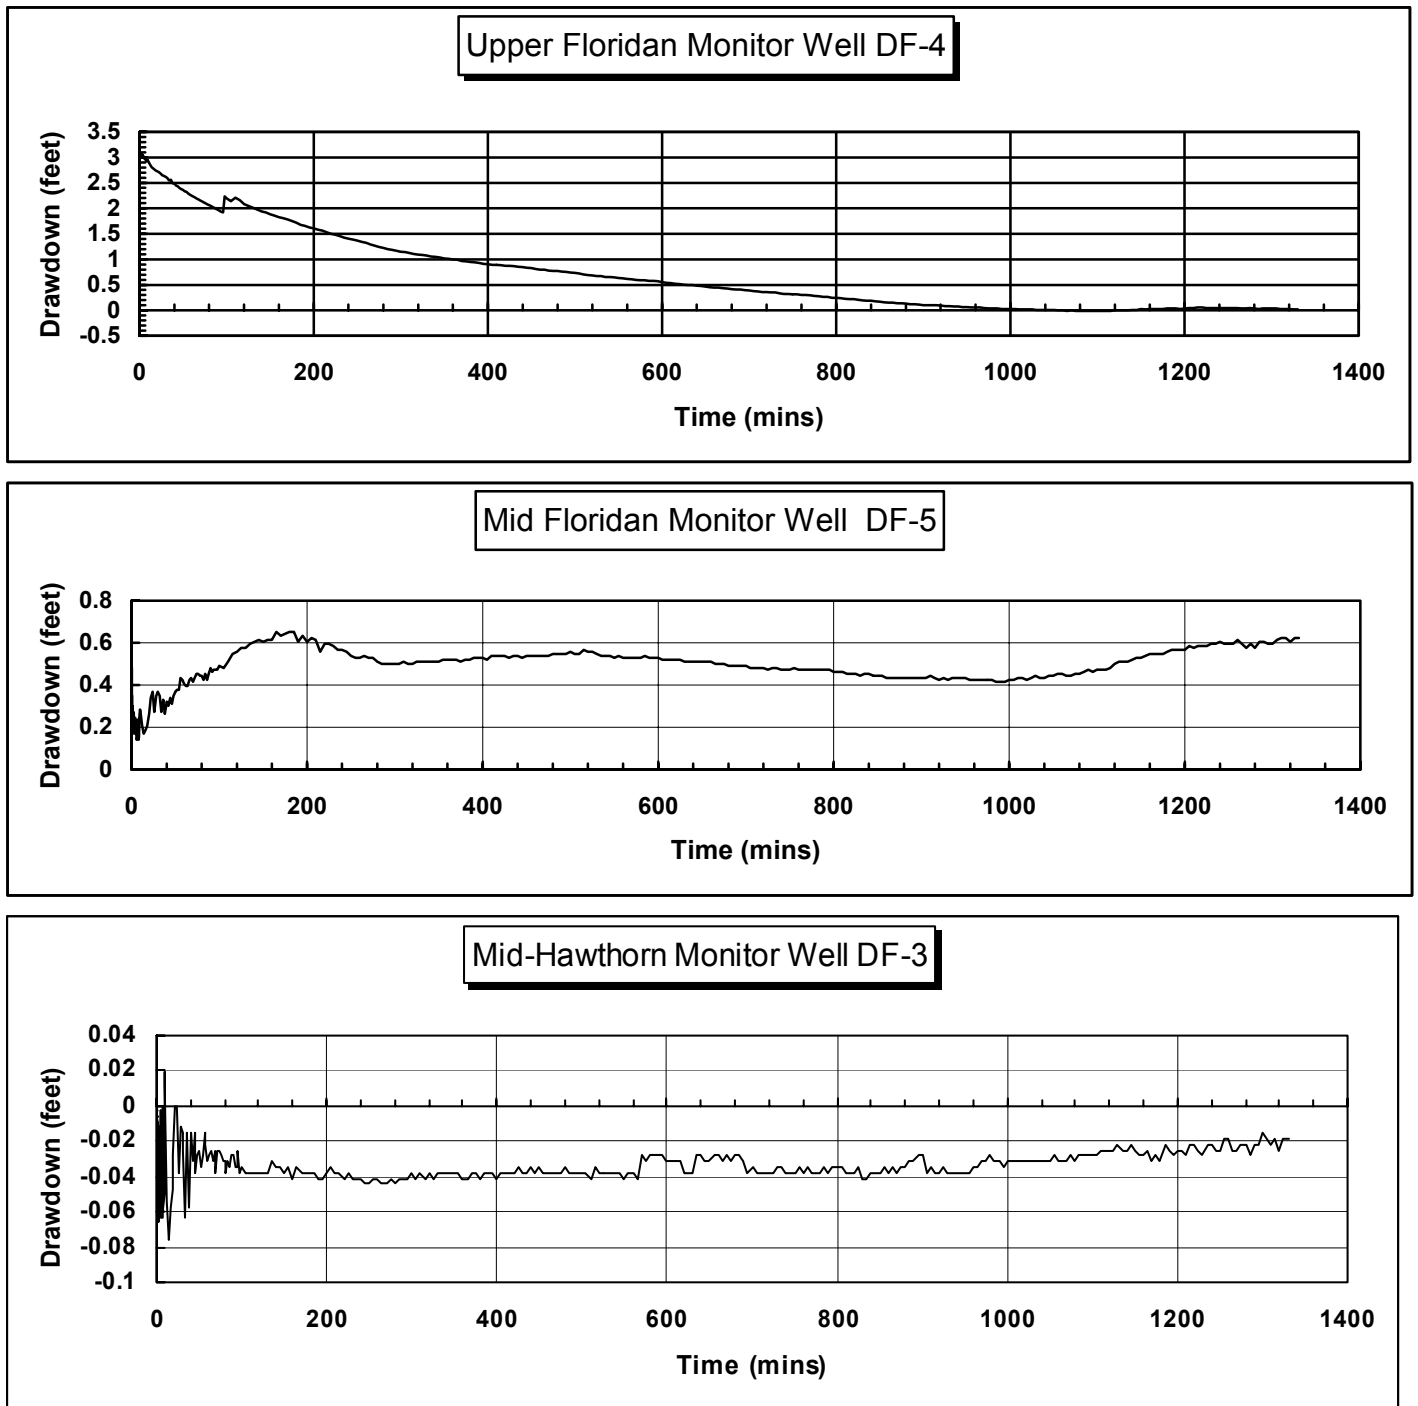 Upper Floridan Monitor Well DF-4
3.5
3
2.5
2
1.5
1
0.5
0
-0.5
Drawdown (feet)
0 200 400 600 800 1000 1200 1400
Time (mins)
Mid Floridan Monitor Well DF-5
0.8
0.6
0.4
0.2
0
Drawdown (feet)
0 200 400 600 800 1000 1200 1400
Time (mins)
Mid-Hawthorn Monitor Well DF-3
0.04
0.02
0
-0.02
-0.04
-0.06
-0.08
-0.1
Drawdown (feet)
0 200 400 600 800 1000 1200 1400
Time (mins)